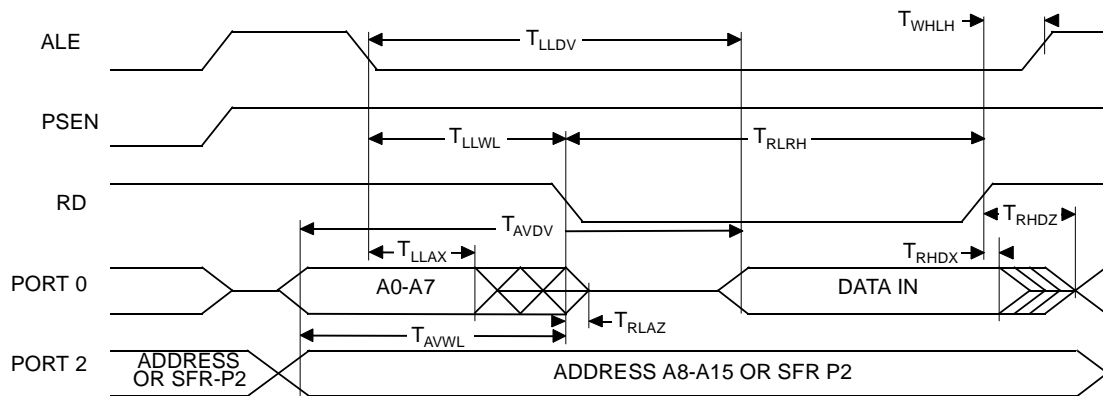 ALE
T_LLDV
T_WHLH
PSEN
T_LLWL
T_RLRH
RD
T_AVDV
T_RHDZ
T_LLAX
T_RHDX
PORT 0
A0-A7
DATA IN
T_RLAZ
T_AVWL
PORT 2
ADDRESS
OR SFR-P2
ADDRESS A8-A15 OR SFR P2